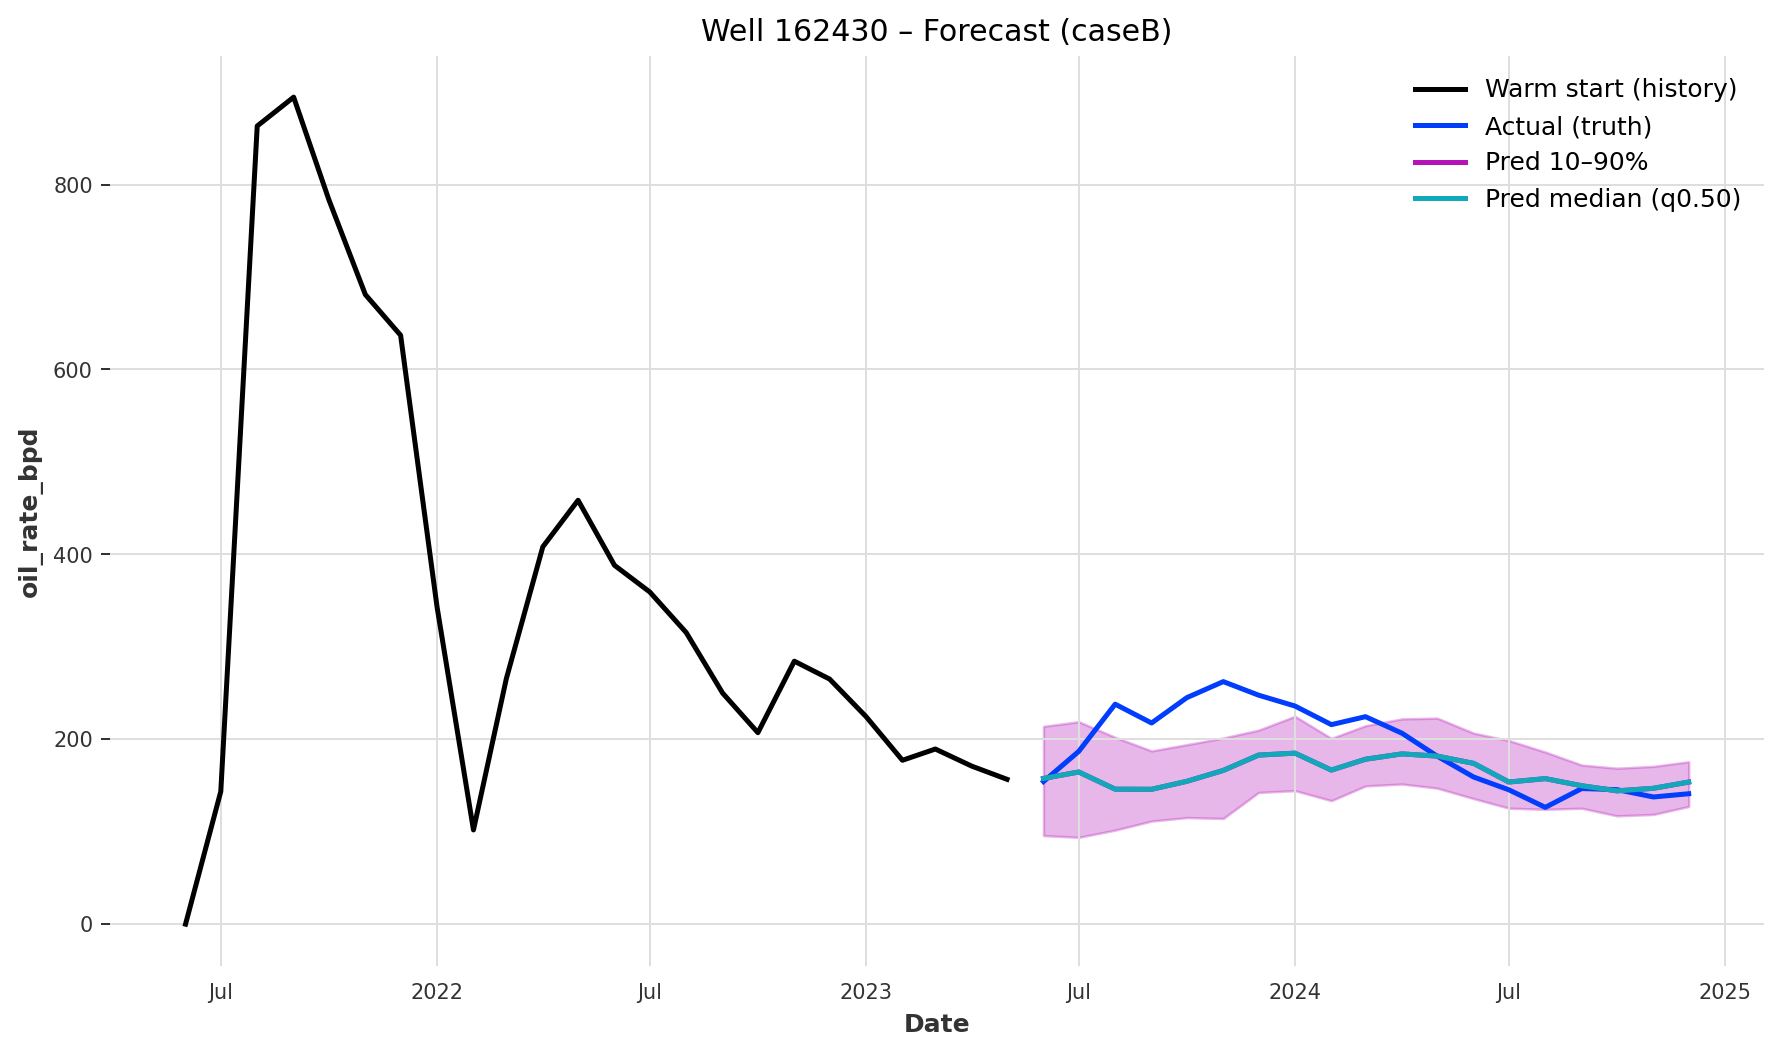 Well 162430 – Forecast (caseB)
Warm start (history)
Actual (truth)
Pred 10–90%
Pred median (q0.50)
800
600
400
200
0
oil_rate_bpd
Jul
2022
Jul
2023
Jul
2024
Jul
2025
Date